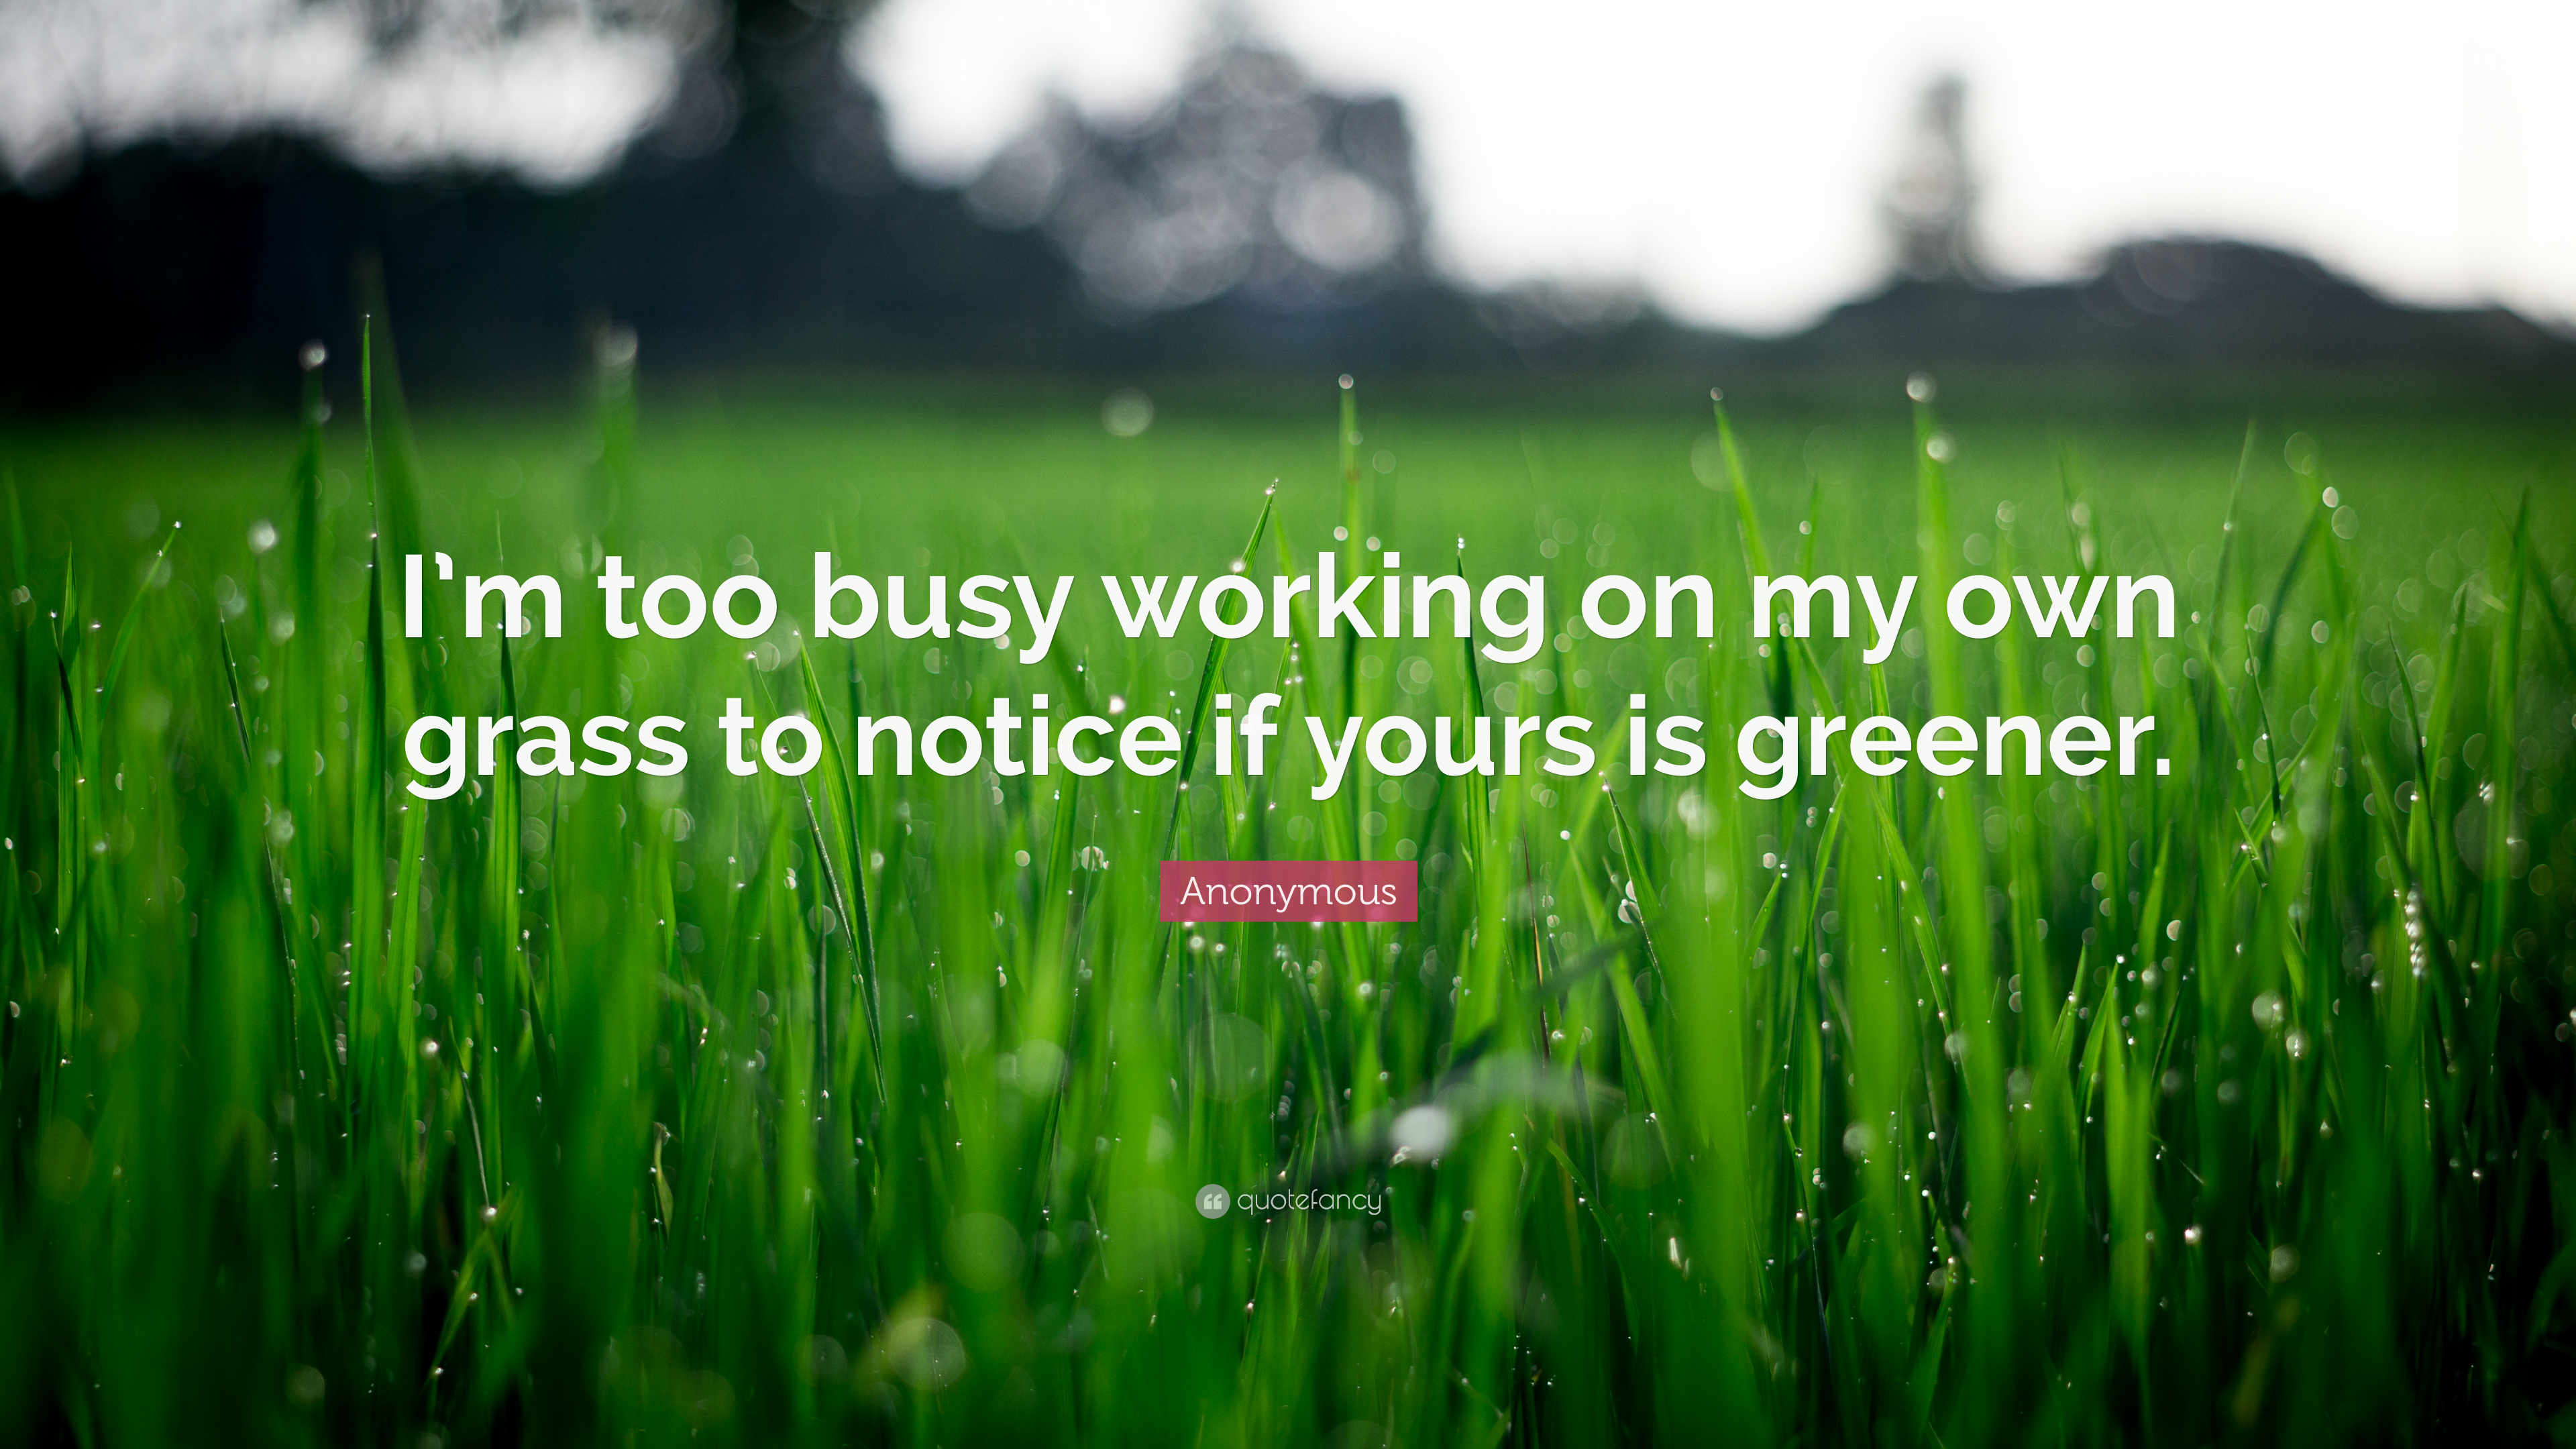 I’m too busy working on my own
grass to notice if yours is greener.
Anonymous
quotefancy